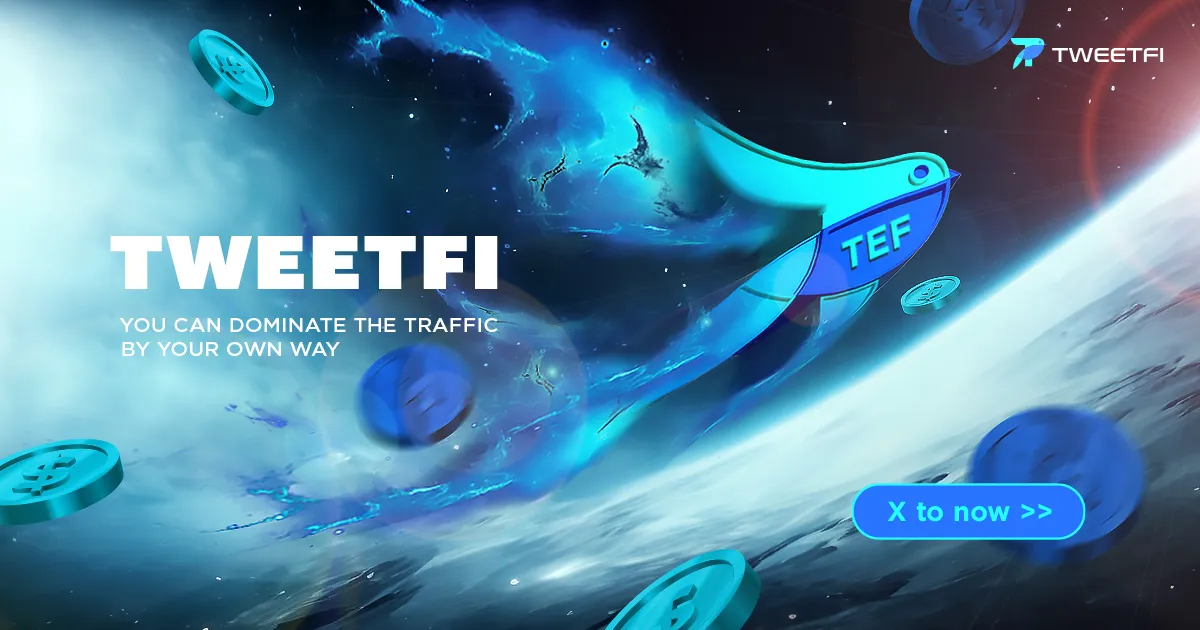 TWEETFI
TWEETFI
YOU CAN DOMINATE THE TRAFFIC
BY YOUR OWN WAY
TEF
X to now >>